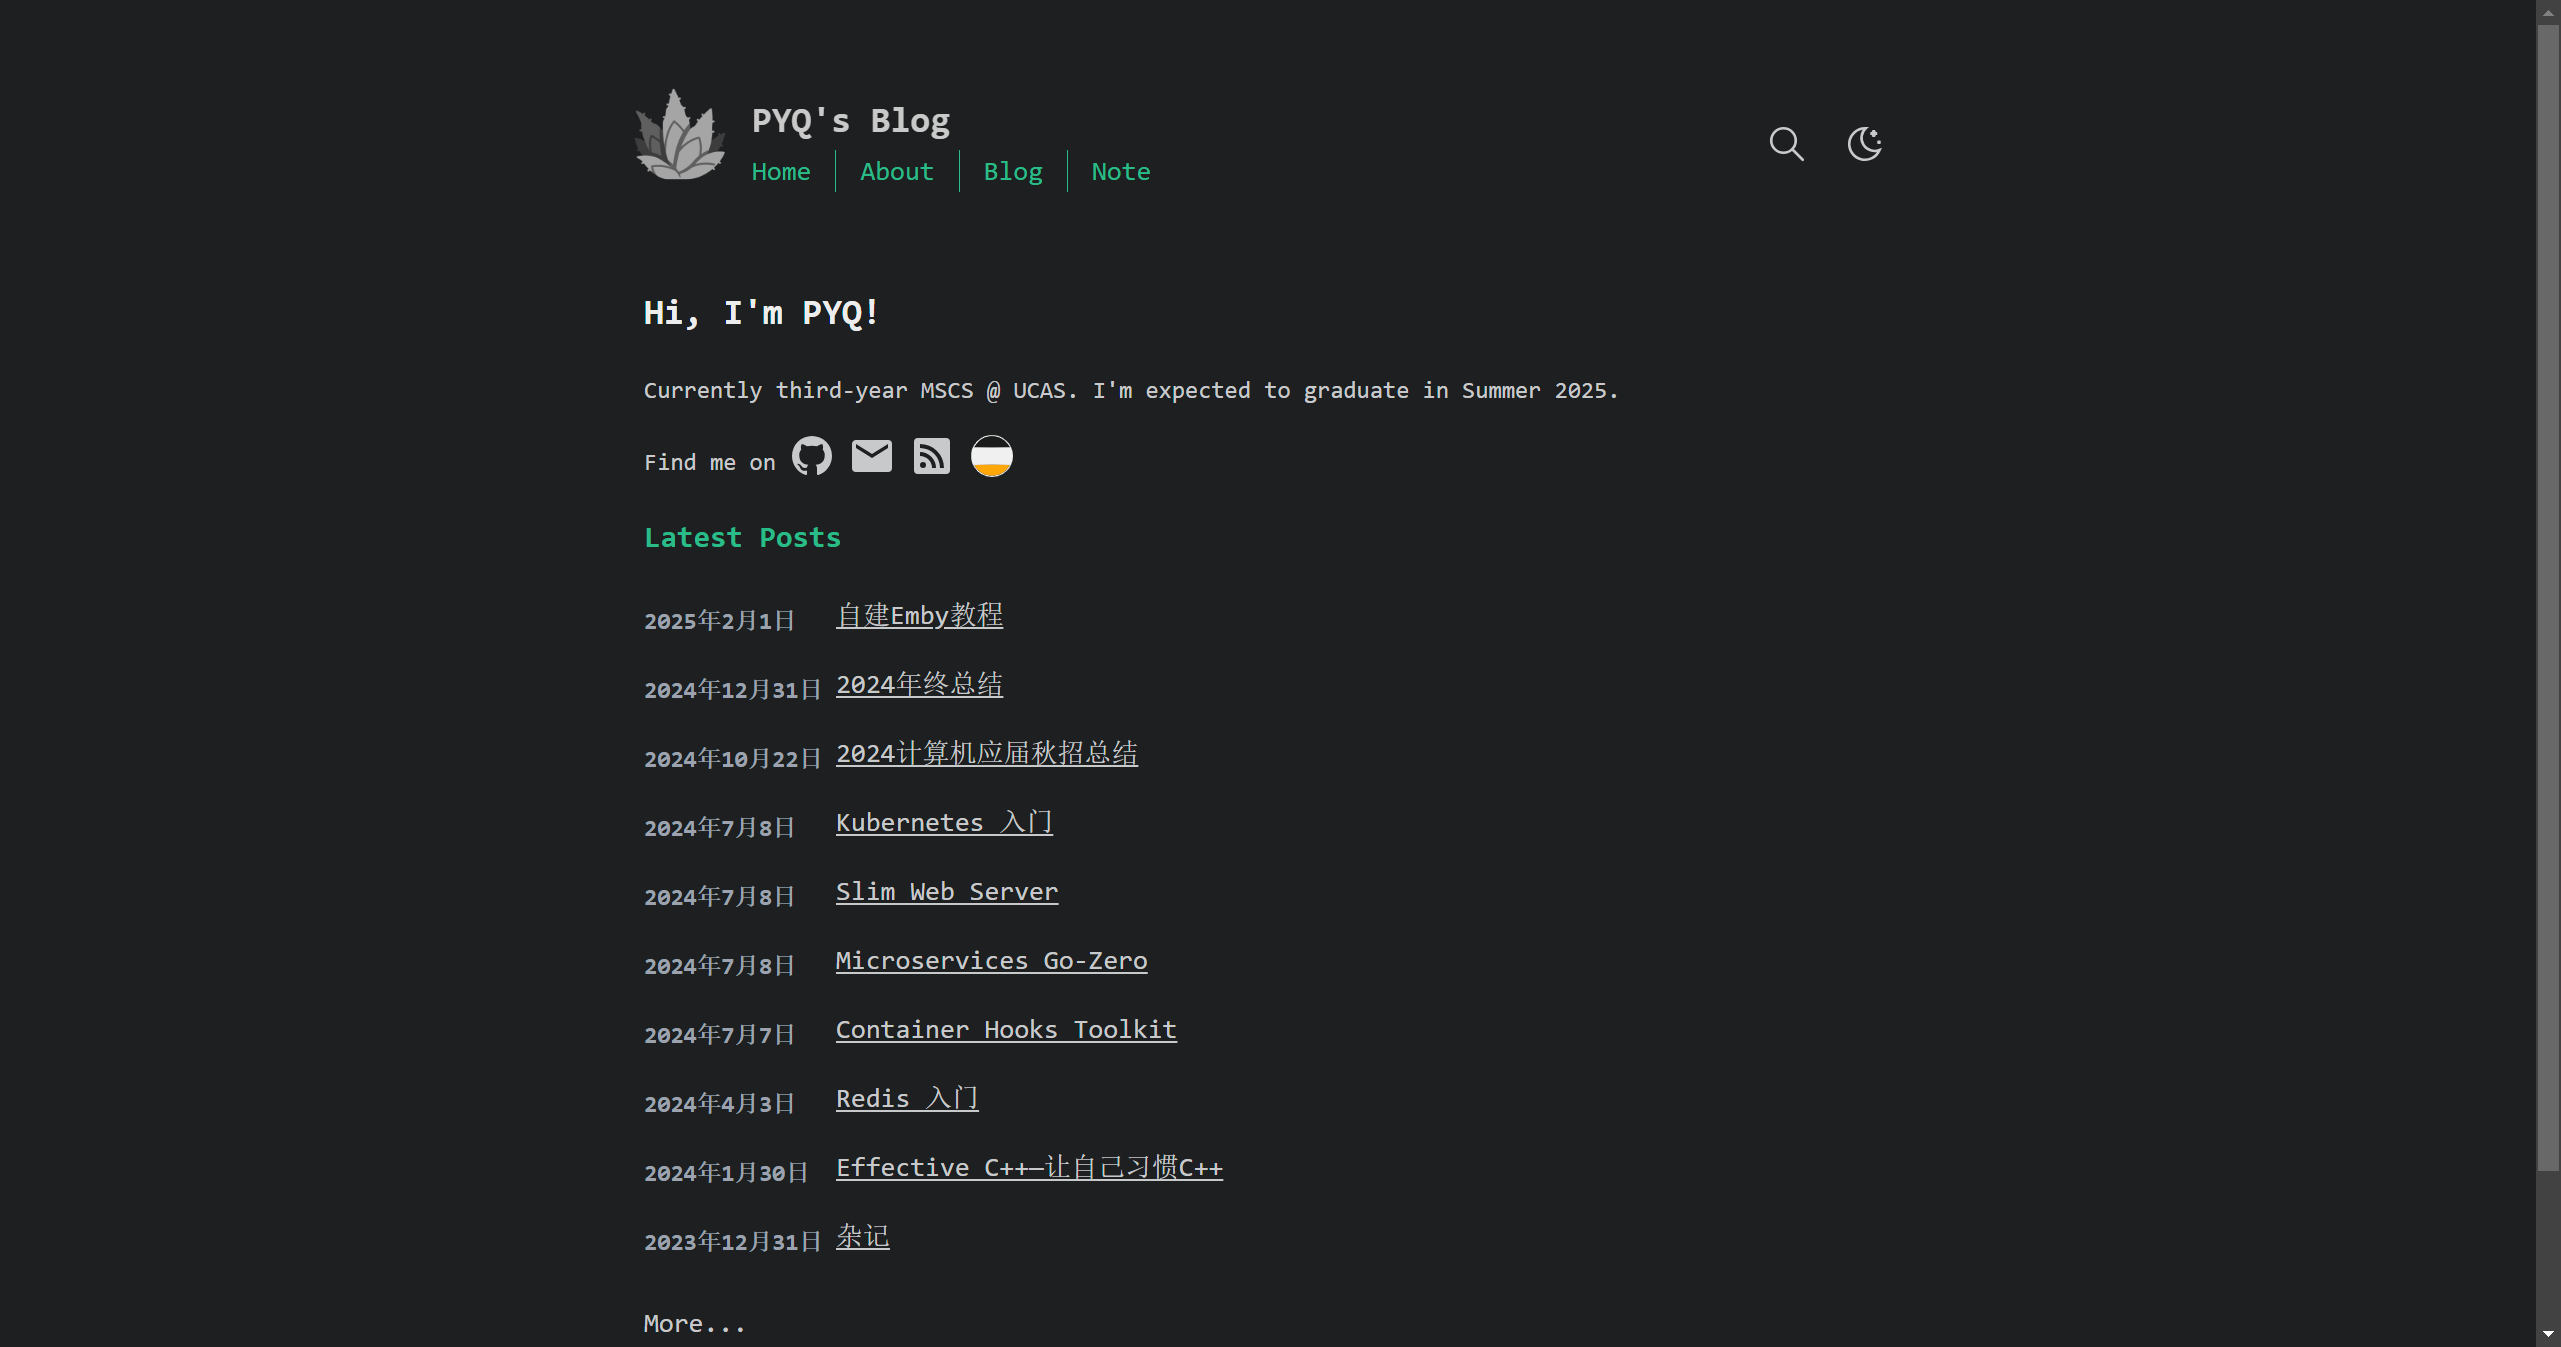 PYQ's Blog
Home About Blog Note
Hi, I'm PYQ!
Currently third-year MSCS @ UCAS. I'm expected to graduate in Summer 2025.
Find me on
Latest Posts
2025年2月1日 自建Emby教程
2024年12月31日 2024年终总结
2024年10月22日 2024计算机应届秋招总结
2024年7月8日 Kubernetes 入门
2024年7月8日 Slim Web Server
2024年7月8日 Microservices Go-Zero
2024年7月7日 Container Hooks Toolkit
2024年4月3日 Redis 入门
2024年1月30日 Effective C++—让自己习惯C++
2023年12月31日 杂记
More...